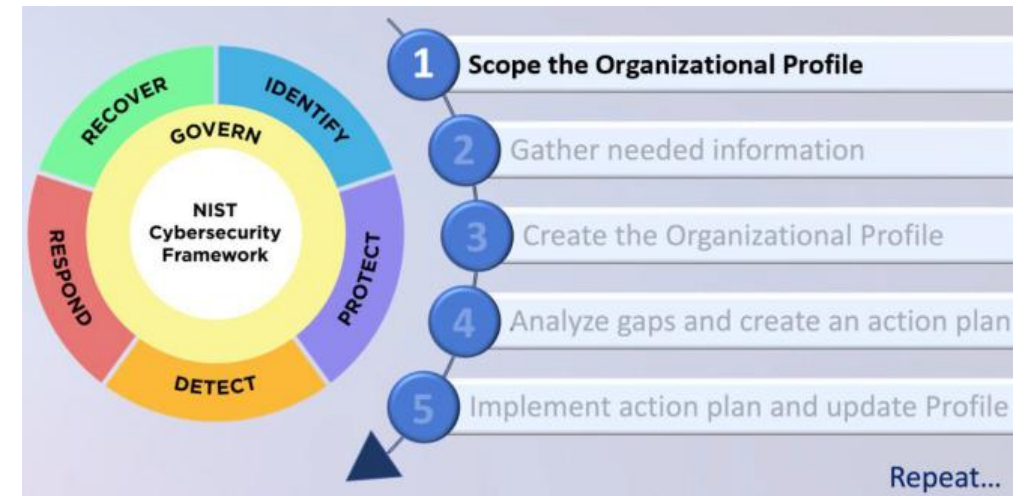 RECOVER
IDENTIFY
GOVERN
NIST
Cybersecurity
Framework
RESPOND
PROTECT
DETECT
1 Scope the Organizational Profile
2 Gather needed information
3 Create the Organizational Profile
4 Analyze gaps and create an action plan
5 Implement action plan and update Profile
Repeat...